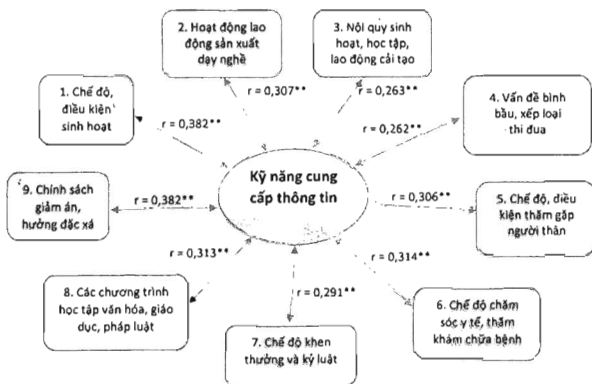 2. Hoạt động lao
động sản xuất
dạy nghề
3. Nội quy sinh
hoạt, học tập,
lao động cải tạo
1. Chế độ,
điều kiện
sinh hoạt
r = 0,307**
r = 0,263**
4. Vấn đề bình
bầu, xếp loại
thi đua
r = 0,382**
r = 0,262**
Kỹ năng cung
cấp thông tin
9. Chính sách
giảm án,
hưởng đặc xá
r = 0,382**
r = 0,306**
5. Chế độ, điều
kiện thăm gặp
người thân
r = 0,313**
r = 0,314**
8. Các chương trình
học tập văn hóa, giáo
dục, pháp luật
r = 0,291**
7. Chế độ khen
thưởng và kỷ luật
6. Chế độ chăm
sóc y tế, thăm
khám chữa bệnh